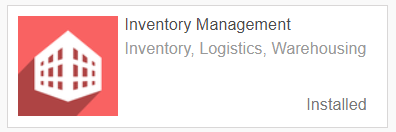 Inventory Management
Inventory, Logistics, Warehousing
Installed